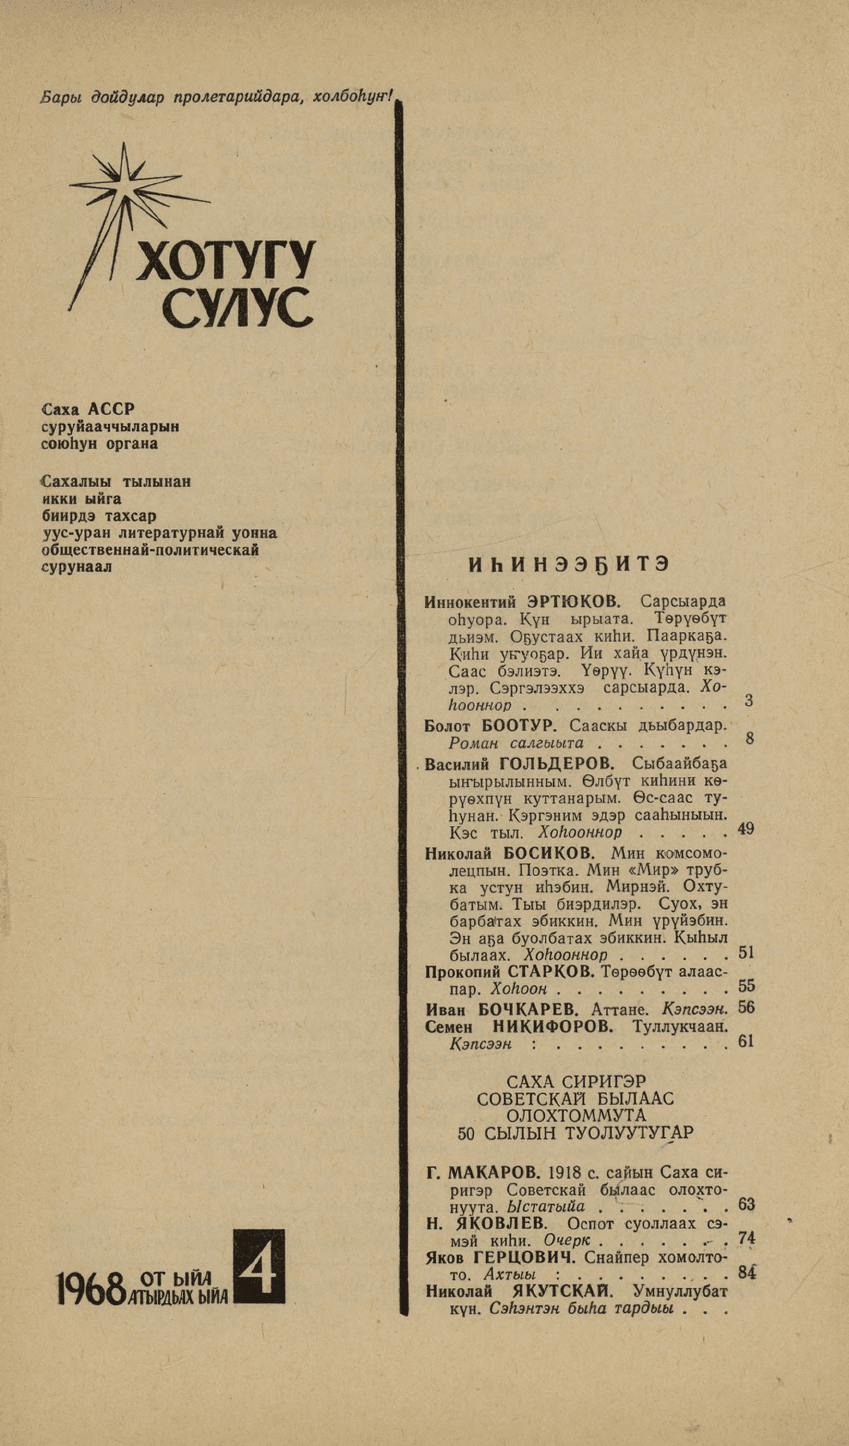 Бары дойдулар пролетарийдара, холбоһуҥ!
ХОТУГУ
СУЛУС
Саха АССР
суруйааччыларын
союһун органа
Сахалыы тылынан
икки ыйга
биирдэ тахсар
уус-уран литературнай уонна
общественнай-политическай
сурунаал
1968 ОТ ЫЙА
АТЫРДЬАХ ЫЙА
4
ИҺИНЭЭҔИТЭ
Иннокентий ЭРТЮКОВ. Сарсыарда
оһуора. Күн ырыата. Төрүөбүт
дьиэм. Оҕустаах киһи. Пааркаҕа.
Киһи уҥуоҕар. Ии хайа үрдүнэн.
Саас бэлиэтэ. Үөрүү. Күһүн кэ-
лэр. Сэргэлээххэ сарсыарда. Хо-
һооннор . . . . . . . . . . 3
Болот БООТУР. Сааскы дьыбардар.
Роман салгыыта . . . . . . . 8
Василий ГОЛЬДЕРОВ. Сыбаайбаҕа
ыҥырылынным. Өлбүт киһини кө-
рүөхпүн куттанарым. Өс-саас ту-
һунан. Кэргэним эдэр сааһыныын.
Кэс тыл. Хоһооннор . . . . . 49
Николай БОСИКОВ. Мин комсомо-
лецпын. Поэтка. Мин «Мир» труб-
ка устун иһэбин. Мирнэй. Охту-
батым. Тыы биэрдилэр. Суох, эн
барбатах эбиккин. Мин үрүйэбин.
Эн аҕа буолбатах эбиккин. Кыһыл
былаах. Хоһооннор . . . . . . 51
Прокопий СТАРКОВ. Төрөөбүт алаас-
пар. Хоһоон . . . . . . . . . 55
Иван БОЧКАРЕВ. Аттане. Кэпсээн. 56
Семен НИКИФОРОВ. Туллукчаан.
Кэпсээн : . . . . . . . . . 61
САХА СИРИГЭР
СОВЕТСКАЙ БЫЛААС
ОЛОХТОММУТА
50 СЫЛЫН ТУОЛУУТУГАР
Г. МАКАРОВ. 1918 с. сайын Саха си-
ригэр Советскай былаас олохто-
нуута. Ыстатыйа . . . . . . . 63
Н. ЯКОВЛЕВ. Оспот суоллаах сэ-
мэй киһи. Очерк . . . . . . . 74
Яков ГЕРЦОВИЧ. Снайпер хомолто-
то. Ахтыы : . . . . . . . . . 84
Николай ЯКУТСКАЙ. Умнуллубат
күн. Сэһэнтэн быһа тардыы . . .